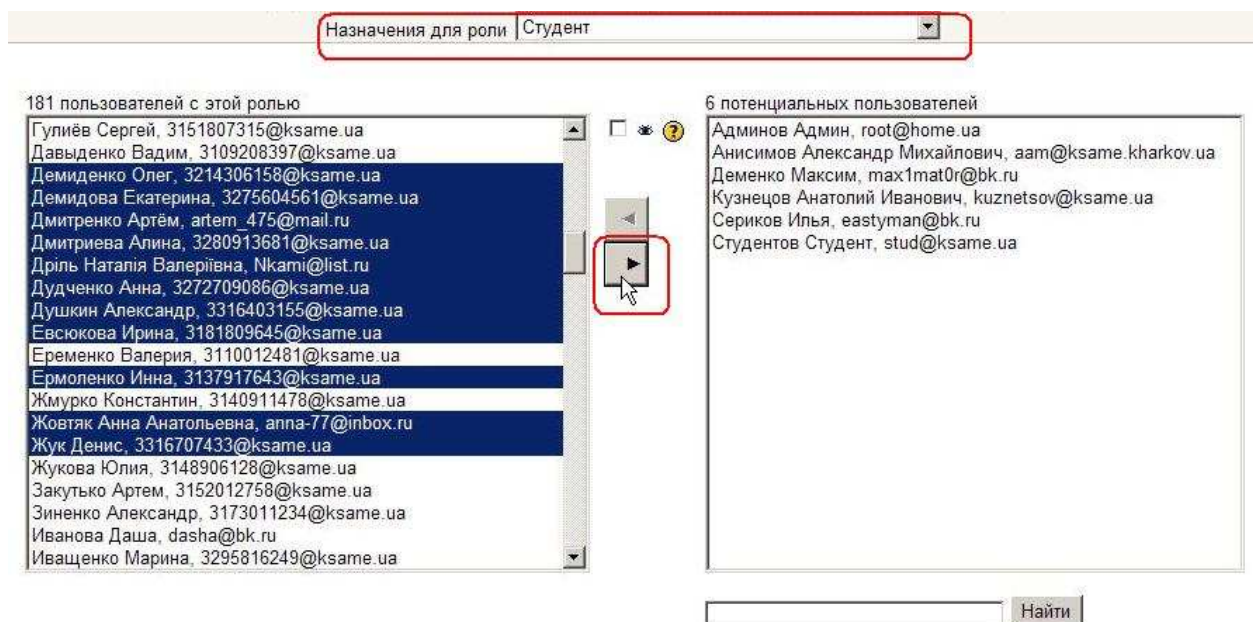 Назначения для роли Студент
181 пользователей с этой ролью
Гулиёв Сергей, 3151807315@ksame.ua
Давыденко Вадим, 3109208397@ksame.ua
Демиденко Олег, 3214306158@ksame.ua
Демидова Екатерина, 3275604561@ksame.ua
Дмитренко Артём, artem_475@mail.ru
Дмитриева Алина, 3280913681@ksame.ua
Дріль Наталія Валеріївна, Nkami@list.ru
Дудченко Анна, 3272709086@ksame.ua
Душкин Александр, 3316403155@ksame.ua
Евсюкова Ирина, 3181809645@ksame.ua
Еременко Валерия, 3110012481@ksame.ua
Ермоленко Инна, 3137917643@ksame.ua
Жмурко Константин, 3140911478@ksame.ua
Жовтяк Анна Анатольевна, anna-77@inbox.ru
Жук Денис, 3316707433@ksame.ua
Жукова Юлия, 3148906128@ksame.ua
Закутько Артем, 3152012758@ksame.ua
Зиненко Александр, 3173011234@ksame.ua
Иванова Даша, dasha@bk.ru
Иващенко Марина, 3295816249@ksame.ua
?
6 потенциальных пользователей
Админов Админ, root@home.ua
Анисимов Александр Михайлович, aam@ksame.kharkov.ua
Деменко Максим, max1mat0r@bk.ru
Кузнецов Анатолий Иванович, kuznetsov@ksame.ua
Сериков Илья, eastyman@bk.ru
Студентов Студент, stud@ksame.ua
Найти